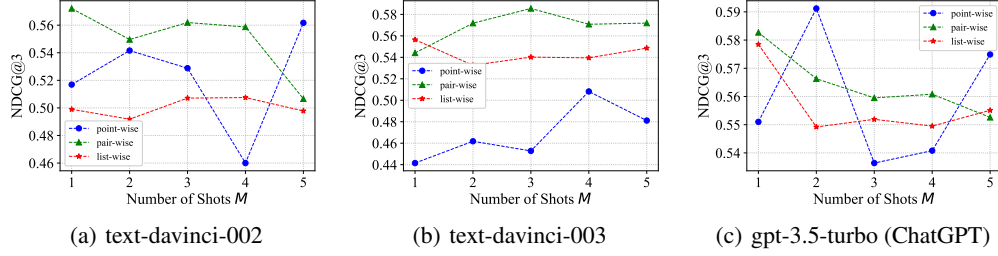 NDCG@3
0.56
0.54
0.52
0.50
0.48
0.46
point-wise
pair-wise
list-wise
1 2 3 4 5
Number of Shots M
(a) text-davinci-002
NDCG@3
0.58
0.56
0.54
0.52
0.50
0.48
0.46
0.44
point-wise
pair-wise
list-wise
1 2 3 4 5
Number of Shots M
(b) text-davinci-003
NDCG@3
0.59
0.58
0.57
0.56
0.55
0.54
point-wise
pair-wise
list-wise
1 2 3 4 5
Number of Shots M
(c) gpt-3.5-turbo (ChatGPT)